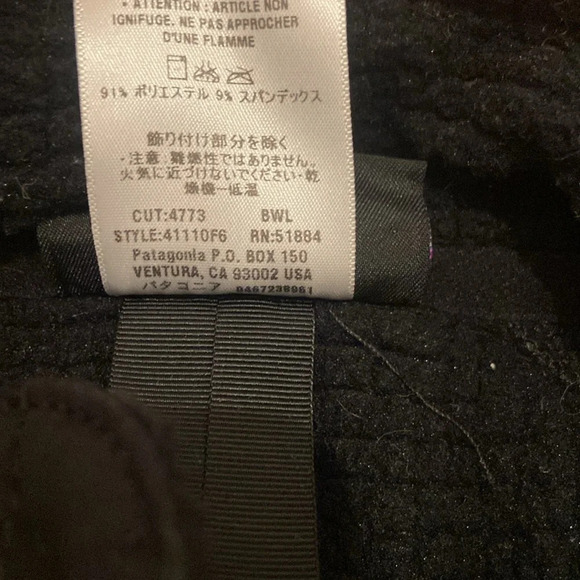 • ATTENTION : ARTICLE NON
IGNIFUGE. NE PAS APPROCHER
D'UNE FLAMME
91% ポリエステル 9% スパンデックス
飾り付け部分を除く
・注意:難燃性ではありません。
火気に近づけないでください・乾
燥機ー低温
CUT:4773 BWL
STYLE:41110F6 RN:51884
Patagonia P.O. BOX 150
VENTURA, CA 93002 USA
パタゴニア 0467238961